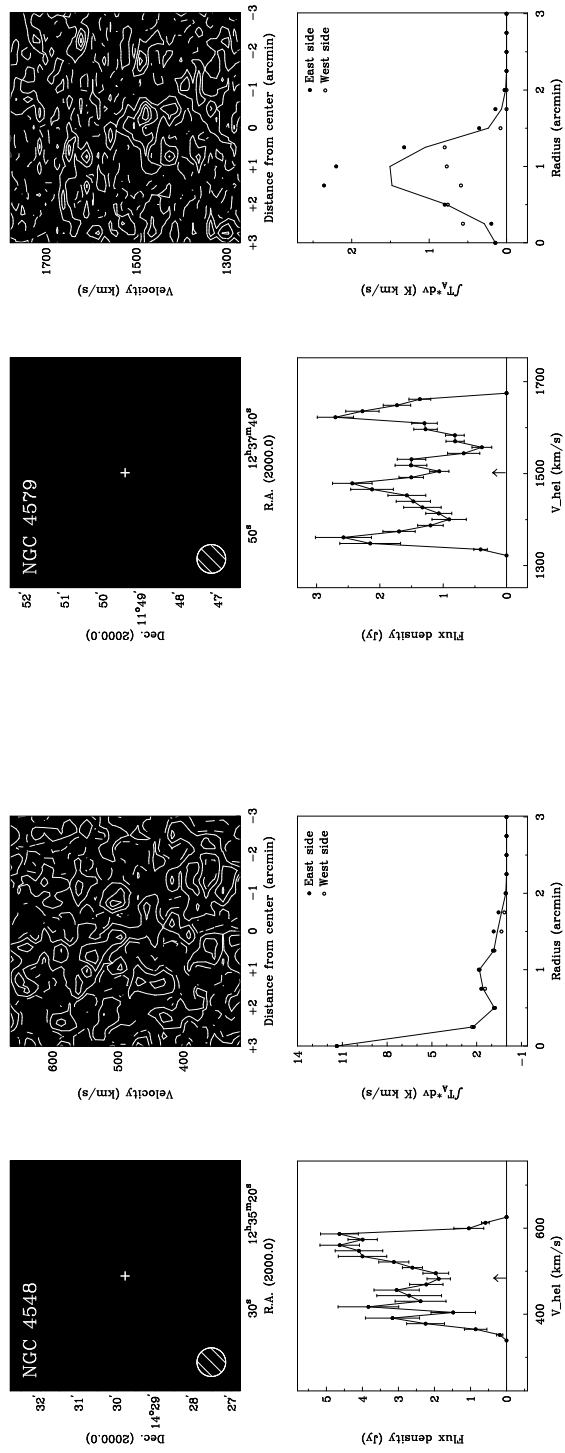 NGC 4548
32′
31′
30′
14°29′
28′
27′
Dec. (2000.0)
30ˢ
12ʰ35ᵐ20ˢ
R.A. (2000.0)
600
500
400
Velocity (km/s)
+3 +2 +1 0 -1 -2 -3
Distance from center (arcmin)
NGC 4579
52′
51′
50′
11°49′
48′
47′
Dec. (2000.0)
50ˢ
12ʰ37ᵐ40ˢ
R.A. (2000.0)
1700
1500
1300
Velocity (km/s)
+3 +2 +1 0 -1 -2 -3
Distance from center (arcmin)
5
4
3
2
1
0
Flux density (Jy)
400 600
V_hel (km/s)
East side
West side
14
11
8
5
2
-1
∫T_A*dv (K km/s)
0 1 2 3
Radius (arcmin)
3
2
1
0
Flux density (Jy)
1300 1500 1700
V_hel (km/s)
East side
West side
2
1
0
∫T_A*dv (K km/s)
0 1 2 3
Radius (arcmin)